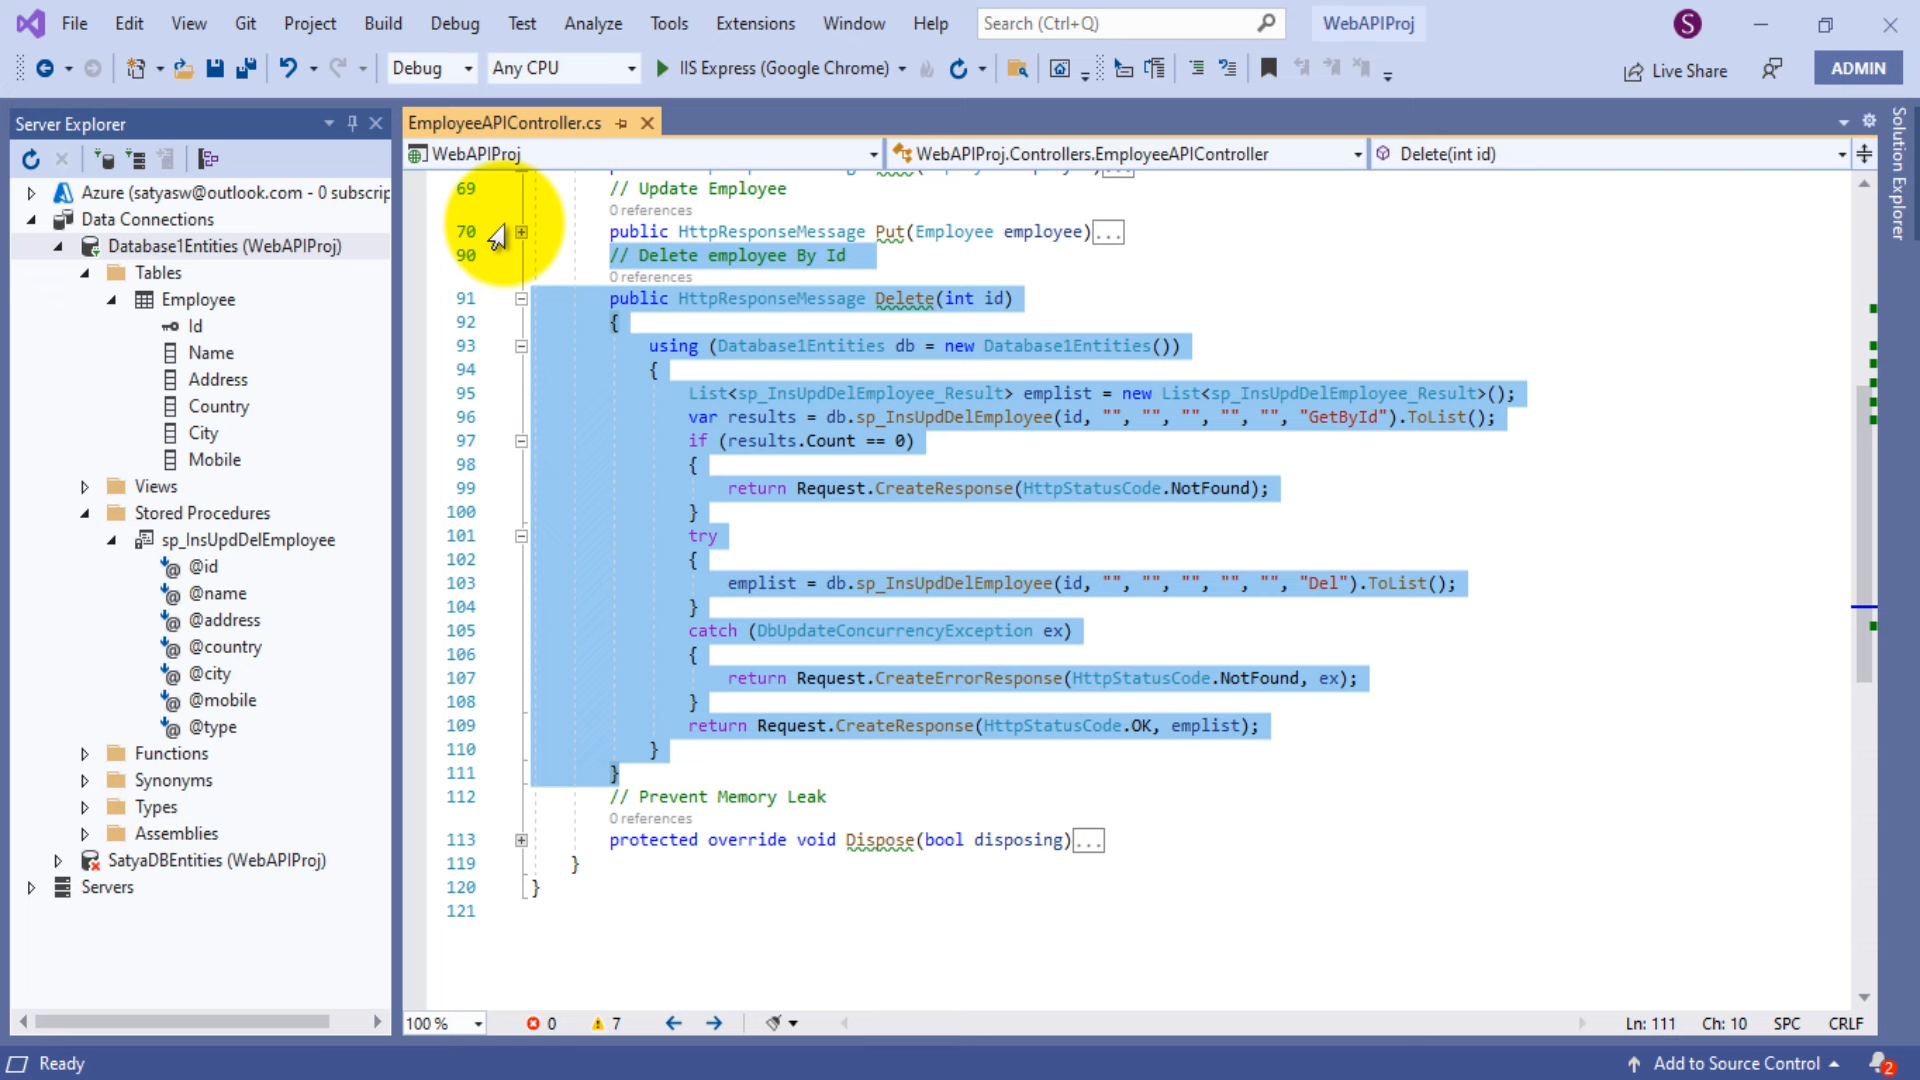 File Edit View Git Project Build Debug Test Analyze Tools Extensions Window Help Search (Ctrl+Q) WebAPIProj S
Debug Any CPU IIS Express (Google Chrome) Live Share ADMIN
Server Explorer
EmployeeAPIController.cs
WebAPIProj WebAPIProj.Controllers.EmployeeAPIController Delete(int id)
Solution Explorer
Azure (satyasw@outlook.com - 0 subscrip
Data Connections
Database1Entities (WebAPIProj)
Tables
Employee
Id
Name
Address
Country
City
Mobile
Views
Stored Procedures
sp_InsUpdDelEmployee
@id
@name
@address
@country
@city
@mobile
@type
Functions
Synonyms
Types
Assemblies
SatyaDBEntities (WebAPIProj)
Servers
69 // Update Employee
0 references
70 public HttpResponseMessage Put(Employee employee)...
90 // Delete employee By Id
0 references
91 public HttpResponseMessage Delete(int id)
92 {
93 using (Database1Entities db = new Database1Entities())
94 {
95 List<sp_InsUpdDelEmployee_Result> emplist = new List<sp_InsUpdDelEmployee_Result>();
96 var results = db.sp_InsUpdDelEmployee(id, "", "", "", "", "", "GetById").ToList();
97 if (results.Count == 0)
98 {
99 return Request.CreateResponse(HttpStatusCode.NotFound);
100 }
101 try
102 {
103 emplist = db.sp_InsUpdDelEmployee(id, "", "", "", "", "", "Del").ToList();
104 }
105 catch (DbUpdateConcurrencyException ex)
106 {
107 return Request.CreateErrorResponse(HttpStatusCode.NotFound, ex);
108 }
109 return Request.CreateResponse(HttpStatusCode.OK, emplist);
110 }
111 }
112 // Prevent Memory Leak
0 references
113 protected override void Dispose(bool disposing)...
119 }
120 }
121
100 % 0 7 Ln: 111 Ch: 10 SPC CRLF
Ready Add to Source Control 2